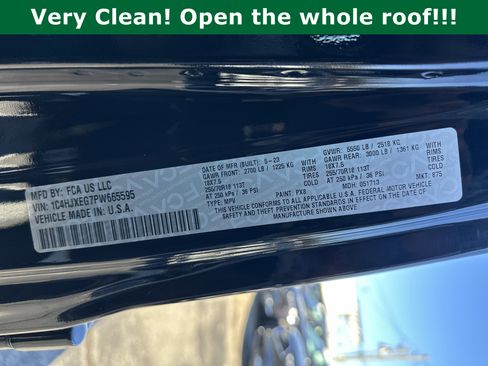 Very Clean! Open the whole roof!!!
MFD BY: FCA US LLC
VIN: 1C4HJXEG7PW665595
VEHICLE MADE IN U.S.A.
DATE OF MFR (BUILT): 5-23
GAWR FRONT: 2700 LB / 1225 KG
18X7.5
255/70R18 113T
AT 250 kPa / 36 PSI
TYPE: MPV
RIMS:
TIRES:
COLD
PAINT: PX8
GVWR: 5550 LB / 2518 KG
GAWR REAR: 3000 LB / 1361 KG
18X7.5
255/70R18 113T
AT 250 kPa / 36 PSI
WITH
RIMS:
TIRES:
COLD
MDH: 051713
MKT: 875
THIS VEHICLE CONFORMS TO ALL APPLICABLE U.S.A. FEDERAL MOTOR VEHICLE
SAFETY AND THEFT PREVENTION STANDARDS IN EFFECT ON THE DATE OF
MANUFACTURE SHOWN ABOVE.